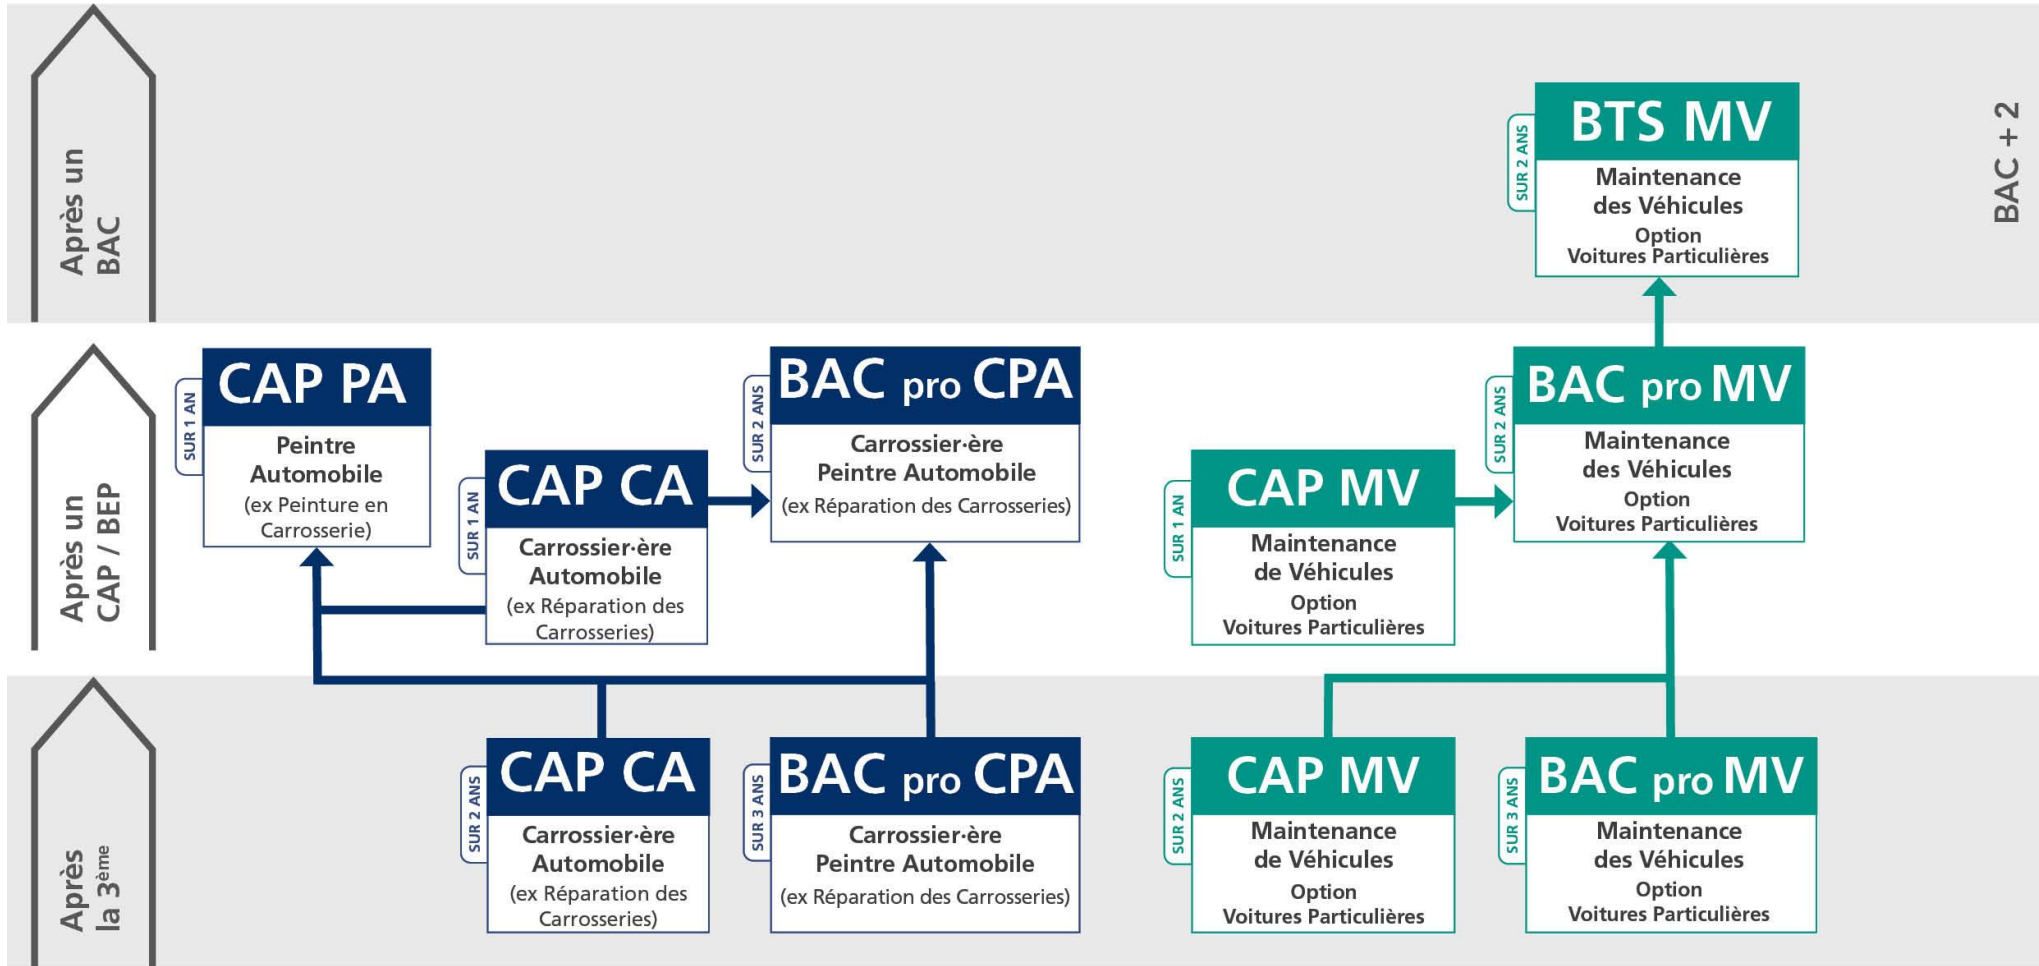 Après un
BAC
BTS MV
SUR 2 ANS
Maintenance
des Véhicules
Option
Voitures Particulières
BAC + 2
Après un
CAP / BEP
CAP PA
SUR 1 AN
Peintre
Automobile
(ex Peinture en
Carrosserie)
CAP CA
SUR 1 AN
Carrossier·ère
Automobile
(ex Réparation des
Carrosseries)
BAC pro CPA
SUR 2 ANS
Carrossier·ère
Peintre Automobile
(ex Réparation des Carrosseries)
CAP MV
SUR 1 AN
Maintenance
de Véhicules
Option
Voitures Particulières
BAC pro MV
SUR 2 ANS
Maintenance
des Véhicules
Option
Voitures Particulières
Après
la 3ème
CAP CA
SUR 2 ANS
Carrossier·ère
Automobile
(ex Réparation des
Carrosseries)
BAC pro CPA
SUR 3 ANS
Carrossier·ère
Peintre Automobile
(ex Réparation des Carrosseries)
CAP MV
SUR 2 ANS
Maintenance
de Véhicules
Option
Voitures Particulières
BAC pro MV
SUR 3 ANS
Maintenance
des Véhicules
Option
Voitures Particulières